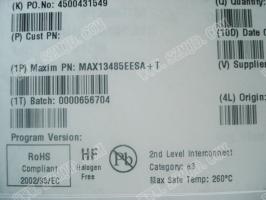 (K) PO.No: 4500431549
(Q) Quantity:
(P) Cust PN:
(10D) Date
(1P) Maxim PN: MAX13485EESA+T
(V) Supplier
(1T) Batch: 0000656704
(4L) Origin:
Program Version:
RoHS
Compliant
2002/95/EC
HF
Halogen
Free
Pb
2nd Level Interconnect
Category: e3
Max Safe Temp: 260°C